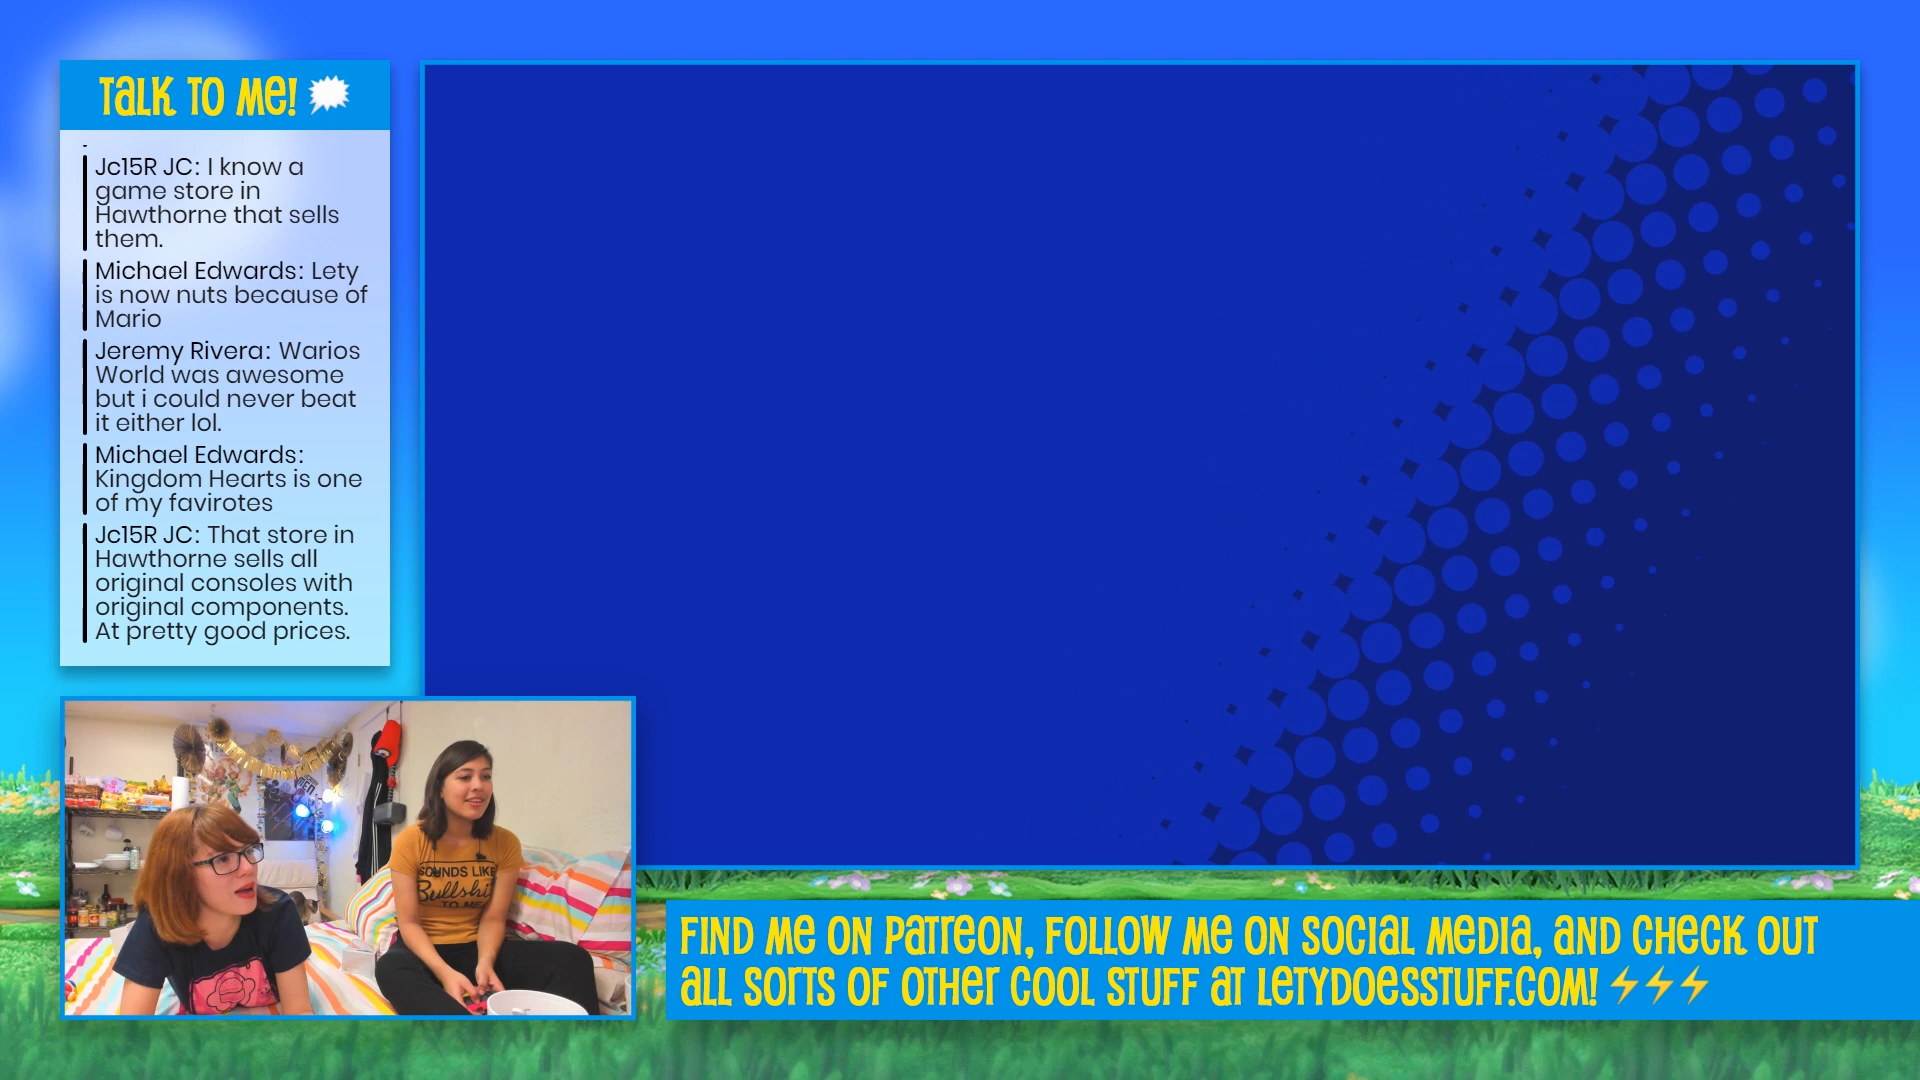 TALK TO ME!
Jc15R JC: I know a
game store in
Hawthorne that sells
them.
Michael Edwards: Lety
is now nuts because of
Mario
Jeremy Rivera: Warios
World was awesome
but i could never beat
it either lol.
Michael Edwards:
Kingdom Hearts is one
of my favirotes
Jc15R JC: That store in
Hawthorne sells all
original consoles with
original components.
At pretty good prices.
SOUNDS LIKE
Bullshit
TO ME
FIND ME ON PATREON, FOLLOW ME ON SOCIAL MEDIA, AND CHECK OUT
ALL SORTS OF OTHER COOL STUFF AT LETYDOESSTUFF.COM! ⚡⚡⚡